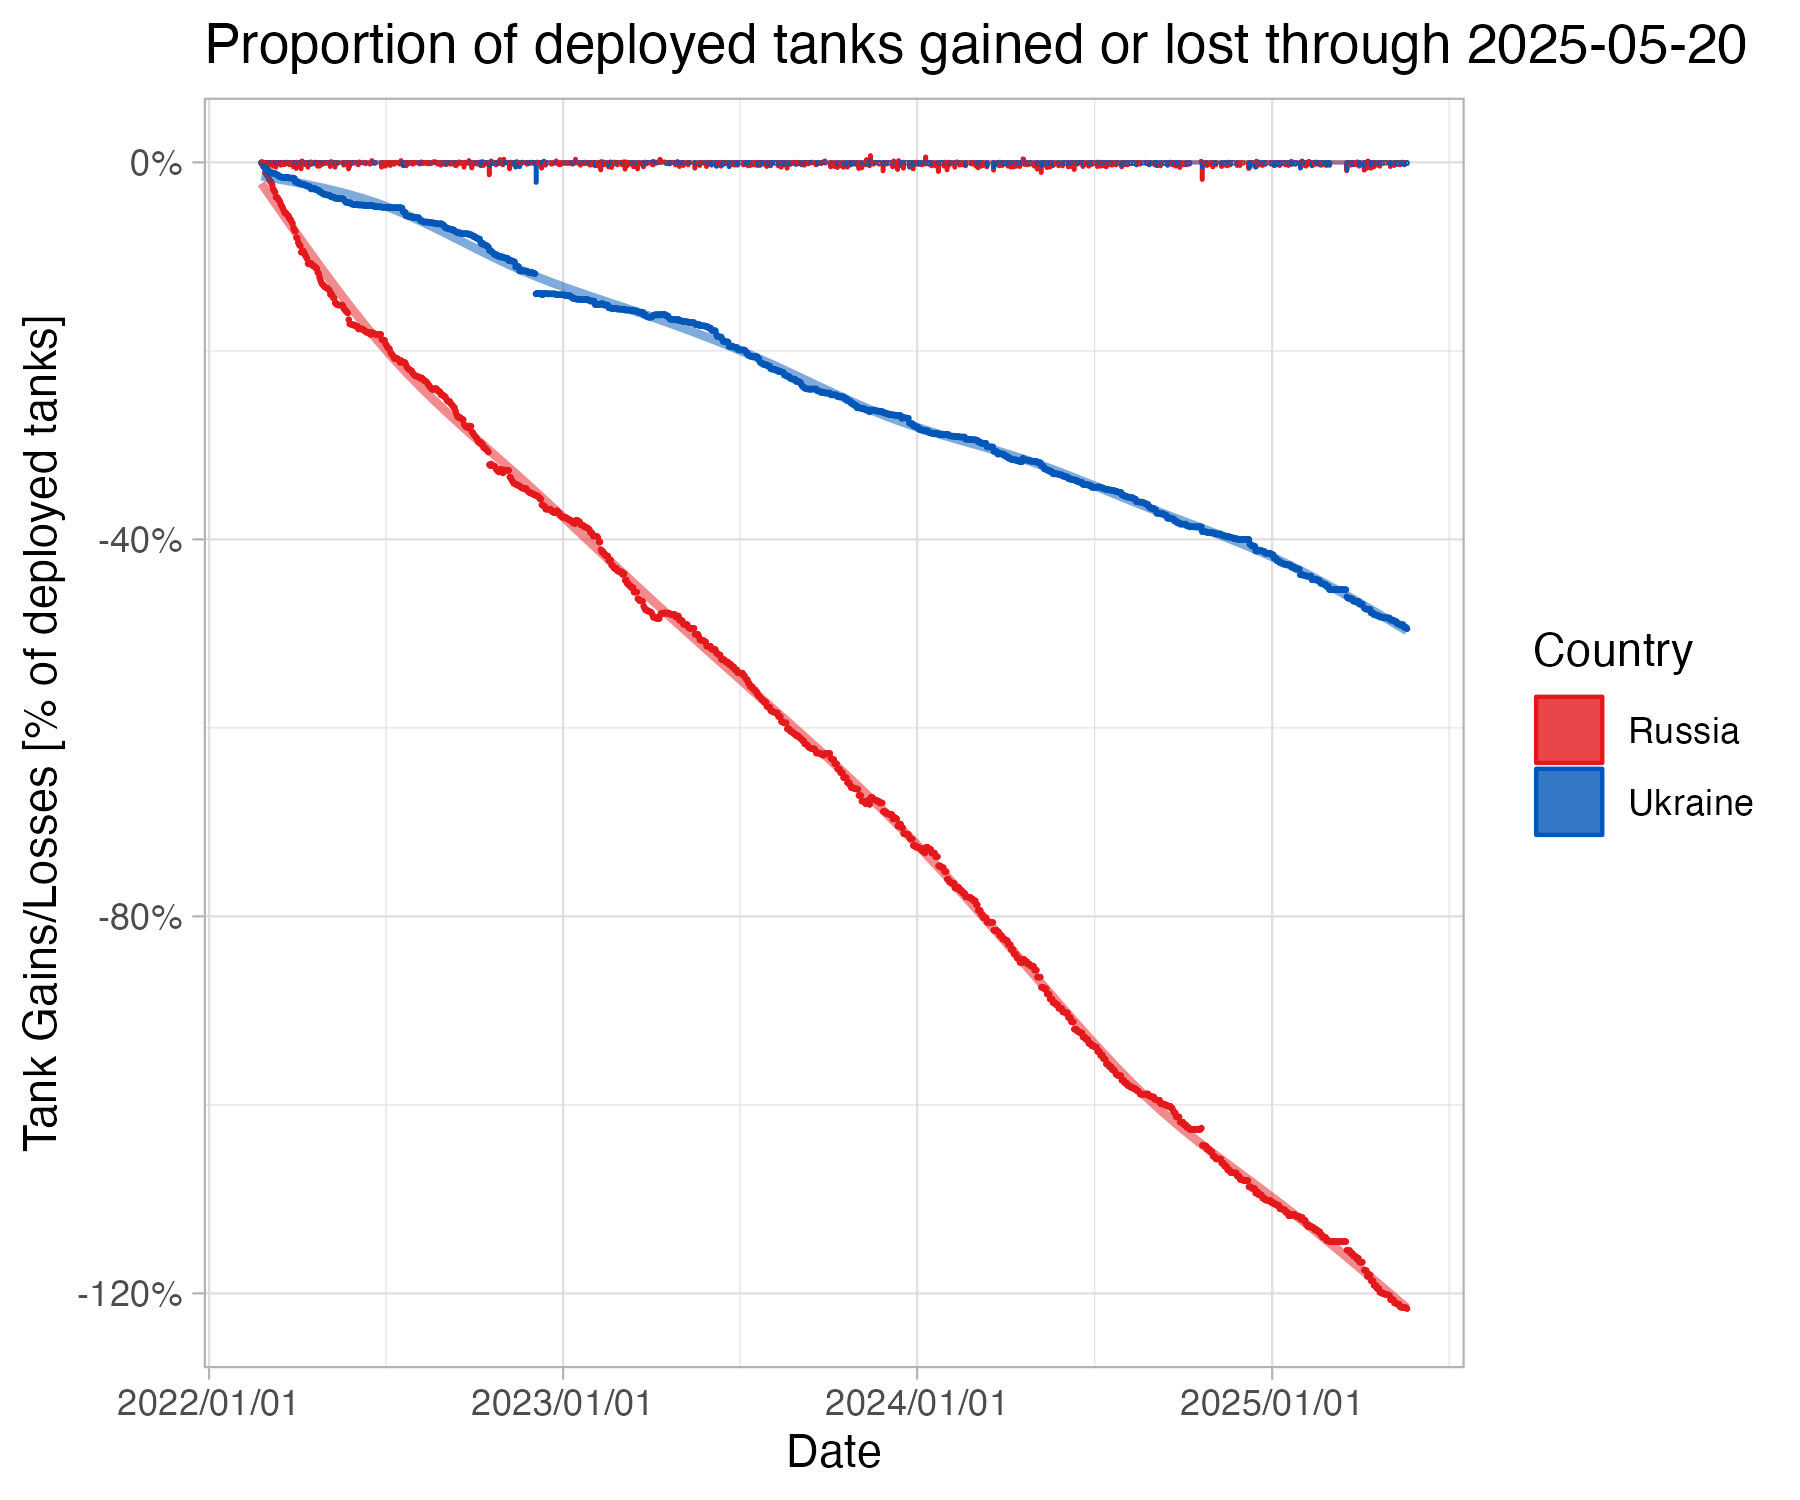 Proportion of deployed tanks gained or lost through 2025-05-20
Tank Gains/Losses [% of deployed tanks]
0%
-40%
-80%
-120%
2022/01/01
2023/01/01
2024/01/01
2025/01/01
Date
Country
Russia
Ukraine